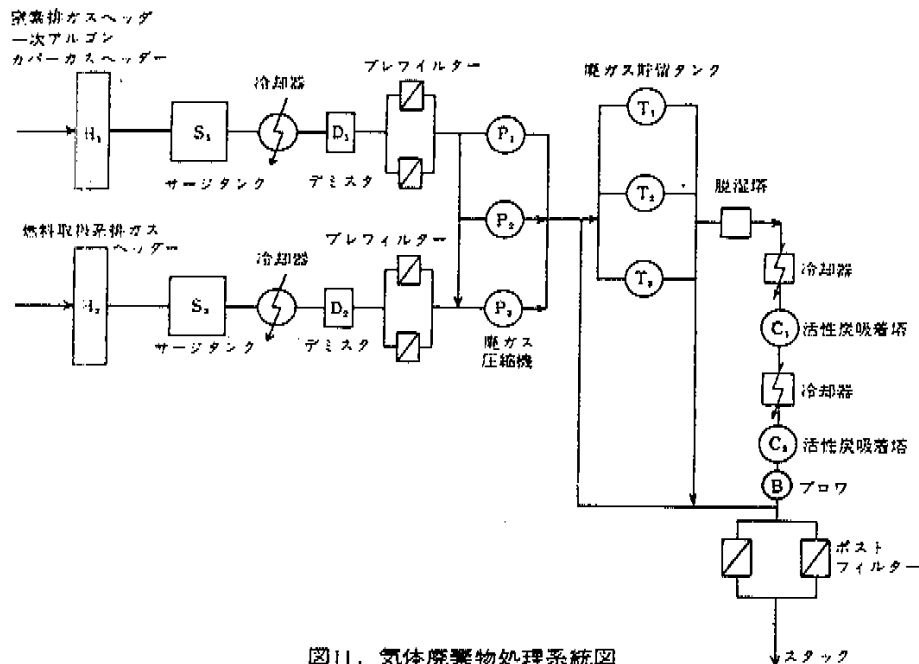 窒素排ガスヘッダ
一次アルゴン
カバーガスヘッダー
H₁
S₁
サージタンク
冷却器
D₁
デミスタ
プレフィルター
P₁
P₂
P₃
廃ガス
圧縮機
廃ガス貯留タンク
T₁
T₂
T₃
脱湿塔
冷却器
C₁
活性炭吸着塔
冷却器
C₂
活性炭吸着塔
B
ブロワ
ポスト
フィルター
スタック
燃料取扱系排ガス
ヘッダー
H₂
S₂
サージタンク
冷却器
D₂
デミスタ
プレフィルター
図11. 気体廃棄物処理系統図